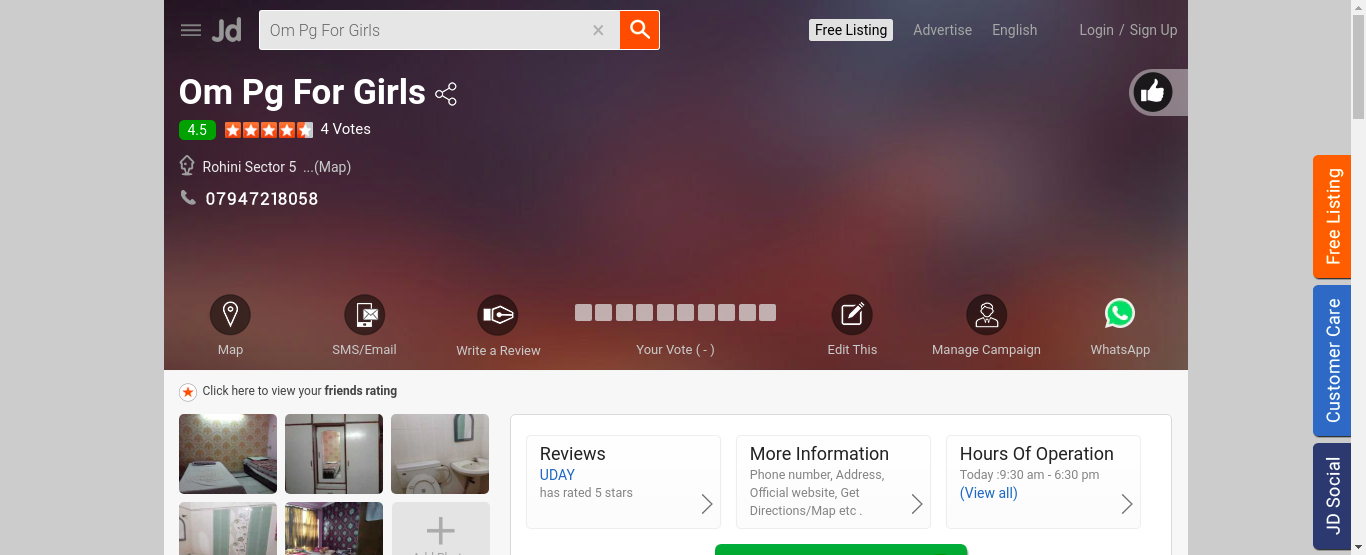 Jd
Om Pg For Girls
Free Listing
Advertise
English
Login / Sign Up
Om Pg For Girls
4.5
4 Votes
Rohini Sector 5 ...(Map)
07947218058
Map
SMS/Email
Write a Review
Your Vote ( - )
Edit This
Manage Campaign
WhatsApp
Free Listing
Customer Care
JD Social
Click here to view your friends rating
Reviews
UDAY
has rated 5 stars
More Information
Phone number, Address,
Official website, Get
Directions/Map etc .
Hours Of Operation
Today :9:30 am - 6:30 pm
(View all)